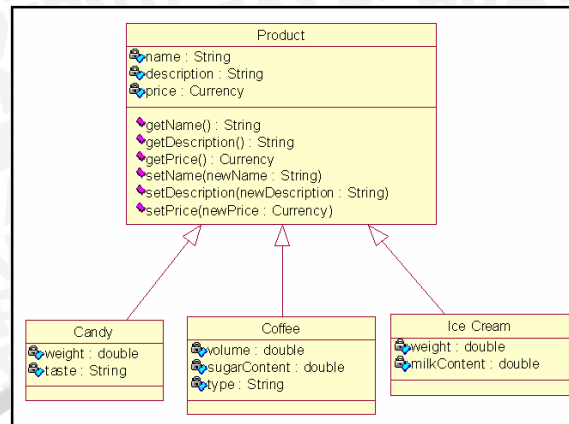 Product
name : String
description : String
price : Currency
getName() : String
getDescription() : String
getPrice() : Currency
setName(newName : String)
setDescription(newDescription : String)
setPrice(newPrice : Currency)
Candy
weight : double
taste : String
Coffee
volume : double
sugarContent : double
type : String
Ice Cream
weight : double
milkContent : double